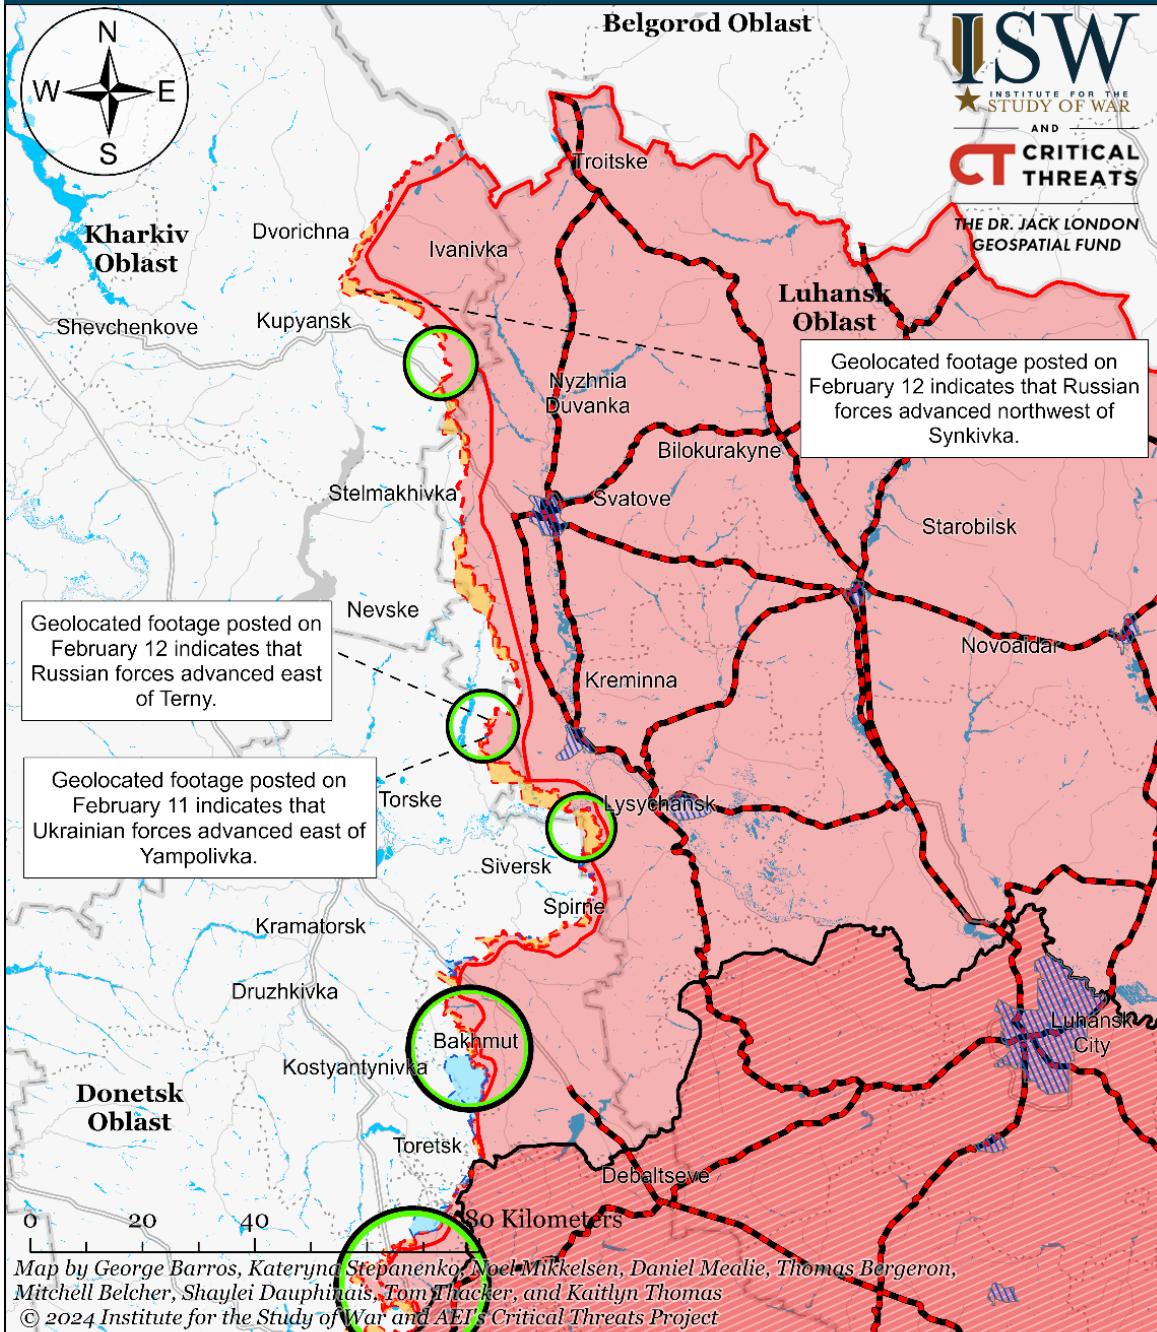 Belgorod Oblast
N
W
E
S
ISW
INSTITUTE FOR THE
STUDY OF WAR
AND
CT CRITICAL
THREATS
THE DR. JACK LONDON
GEOSPATIAL FUND
Troitske
Dvorichna
Kharkiv
Oblast
Ivanivka
Luhansk
Oblast
Shevchenkove
Kupyansk
Geolocated footage posted on
February 12 indicates that Russian
forces advanced northwest of
Synkivka.
Nyzhnia
Duvanka
Bilokurakyne
Stelmakhivka
Svatove
Starobilsk
Nevske
Geolocated footage posted on
February 12 indicates that
Russian forces advanced east
of Terny.
Novoaidar
Kreminna
Geolocated footage posted on
February 11 indicates that
Ukrainian forces advanced east of
Yampolivka.
Torske
Lysychansk
Siversk
Spirne
Kramatorsk
Druzhkivka
Luhansk
City
Bakhmut
Kostyantynivka
Donetsk
Oblast
Toretsk
Debaltseve
0 20 40 80 Kilometers
Map by George Barros, Kateryna Stepanenko, Noel Mikkelsen, Daniel Mealie, Thomas Bergeron,
Mitchell Belcher, Shaylei Dauphinais, Tom Thacker, and Kaitlyn Thomas
© 2024 Institute for the Study of War and AEI's Critical Threats Project